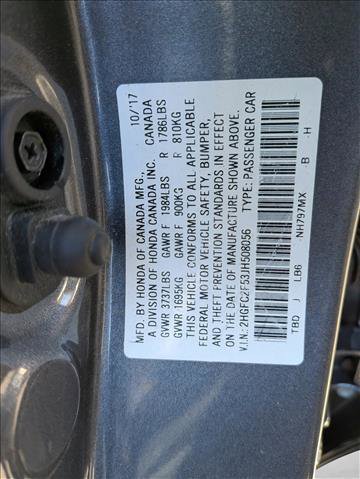 MFD. BY HONDA OF CANADA MFG., 10/'17
A DIVISION OF HONDA CANADA INC. CANADA
GVWR 3737LBS GAWR F 1984LBS R 1786LBS
GVWR 1695KG GAWR F 900KG R 810KG
THIS VEHICLE CONFORMS TO ALL APPLICABLE
FEDERAL MOTOR VEHICLE SAFETY, BUMPER,
AND THEFT PREVENTION STANDARDS IN EFFECT
ON THE DATE OF MANUFACTURE SHOWN ABOVE.
V.I.N.: 2HGFC2F53JH508056 TYPE: PASSENGER CAR
TBD J LB6 NH797MX B H